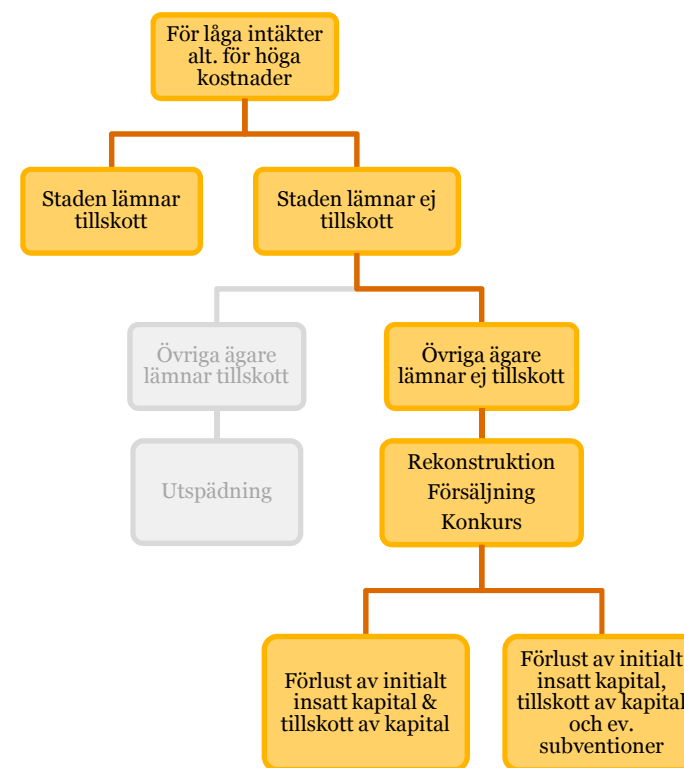 För låga intäkter
alt. för höga
kostnader
Staden lämnar
tillskott
Staden lämnar ej
tillskott
Övriga ägare
lämnar tillskott
Övriga ägare
lämnar ej tillskott
Utspädning
Rekonstruktion
Försäljning
Konkurs
Förlust av initialt
insatt kapital &
tillskott av kapital
Förlust av initialt
insatt kapital,
tillskott av kapital
och ev.
subventioner